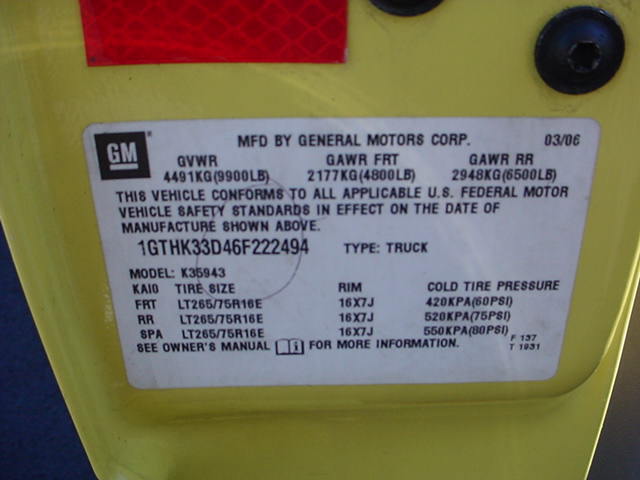 GM
MFD BY GENERAL MOTORS CORP. 03/06
GVWR GAWR FRT GAWR RR
4491KG(9900LB) 2177KG(4800LB) 2948KG(6500LB)
THIS VEHICLE CONFORMS TO ALL APPLICABLE U.S. FEDERAL MOTOR
VEHICLE SAFETY STANDARDS IN EFFECT ON THE DATE OF
MANUFACTURE SHOWN ABOVE.
1GTHK33D46F222494 TYPE: TRUCK
MODEL: K35943
KAI0 TIRE SIZE RIM COLD TIRE PRESSURE
FRT LT265/75R16E 16X7J 420KPA(60PSI)
RR LT265/75R16E 16X7J 520KPA(75PSI)
SPA LT265/75R16E 16X7J 550KPA(80PSI)
SEE OWNER'S MANUAL FOR MORE INFORMATION. F 137
T 1931